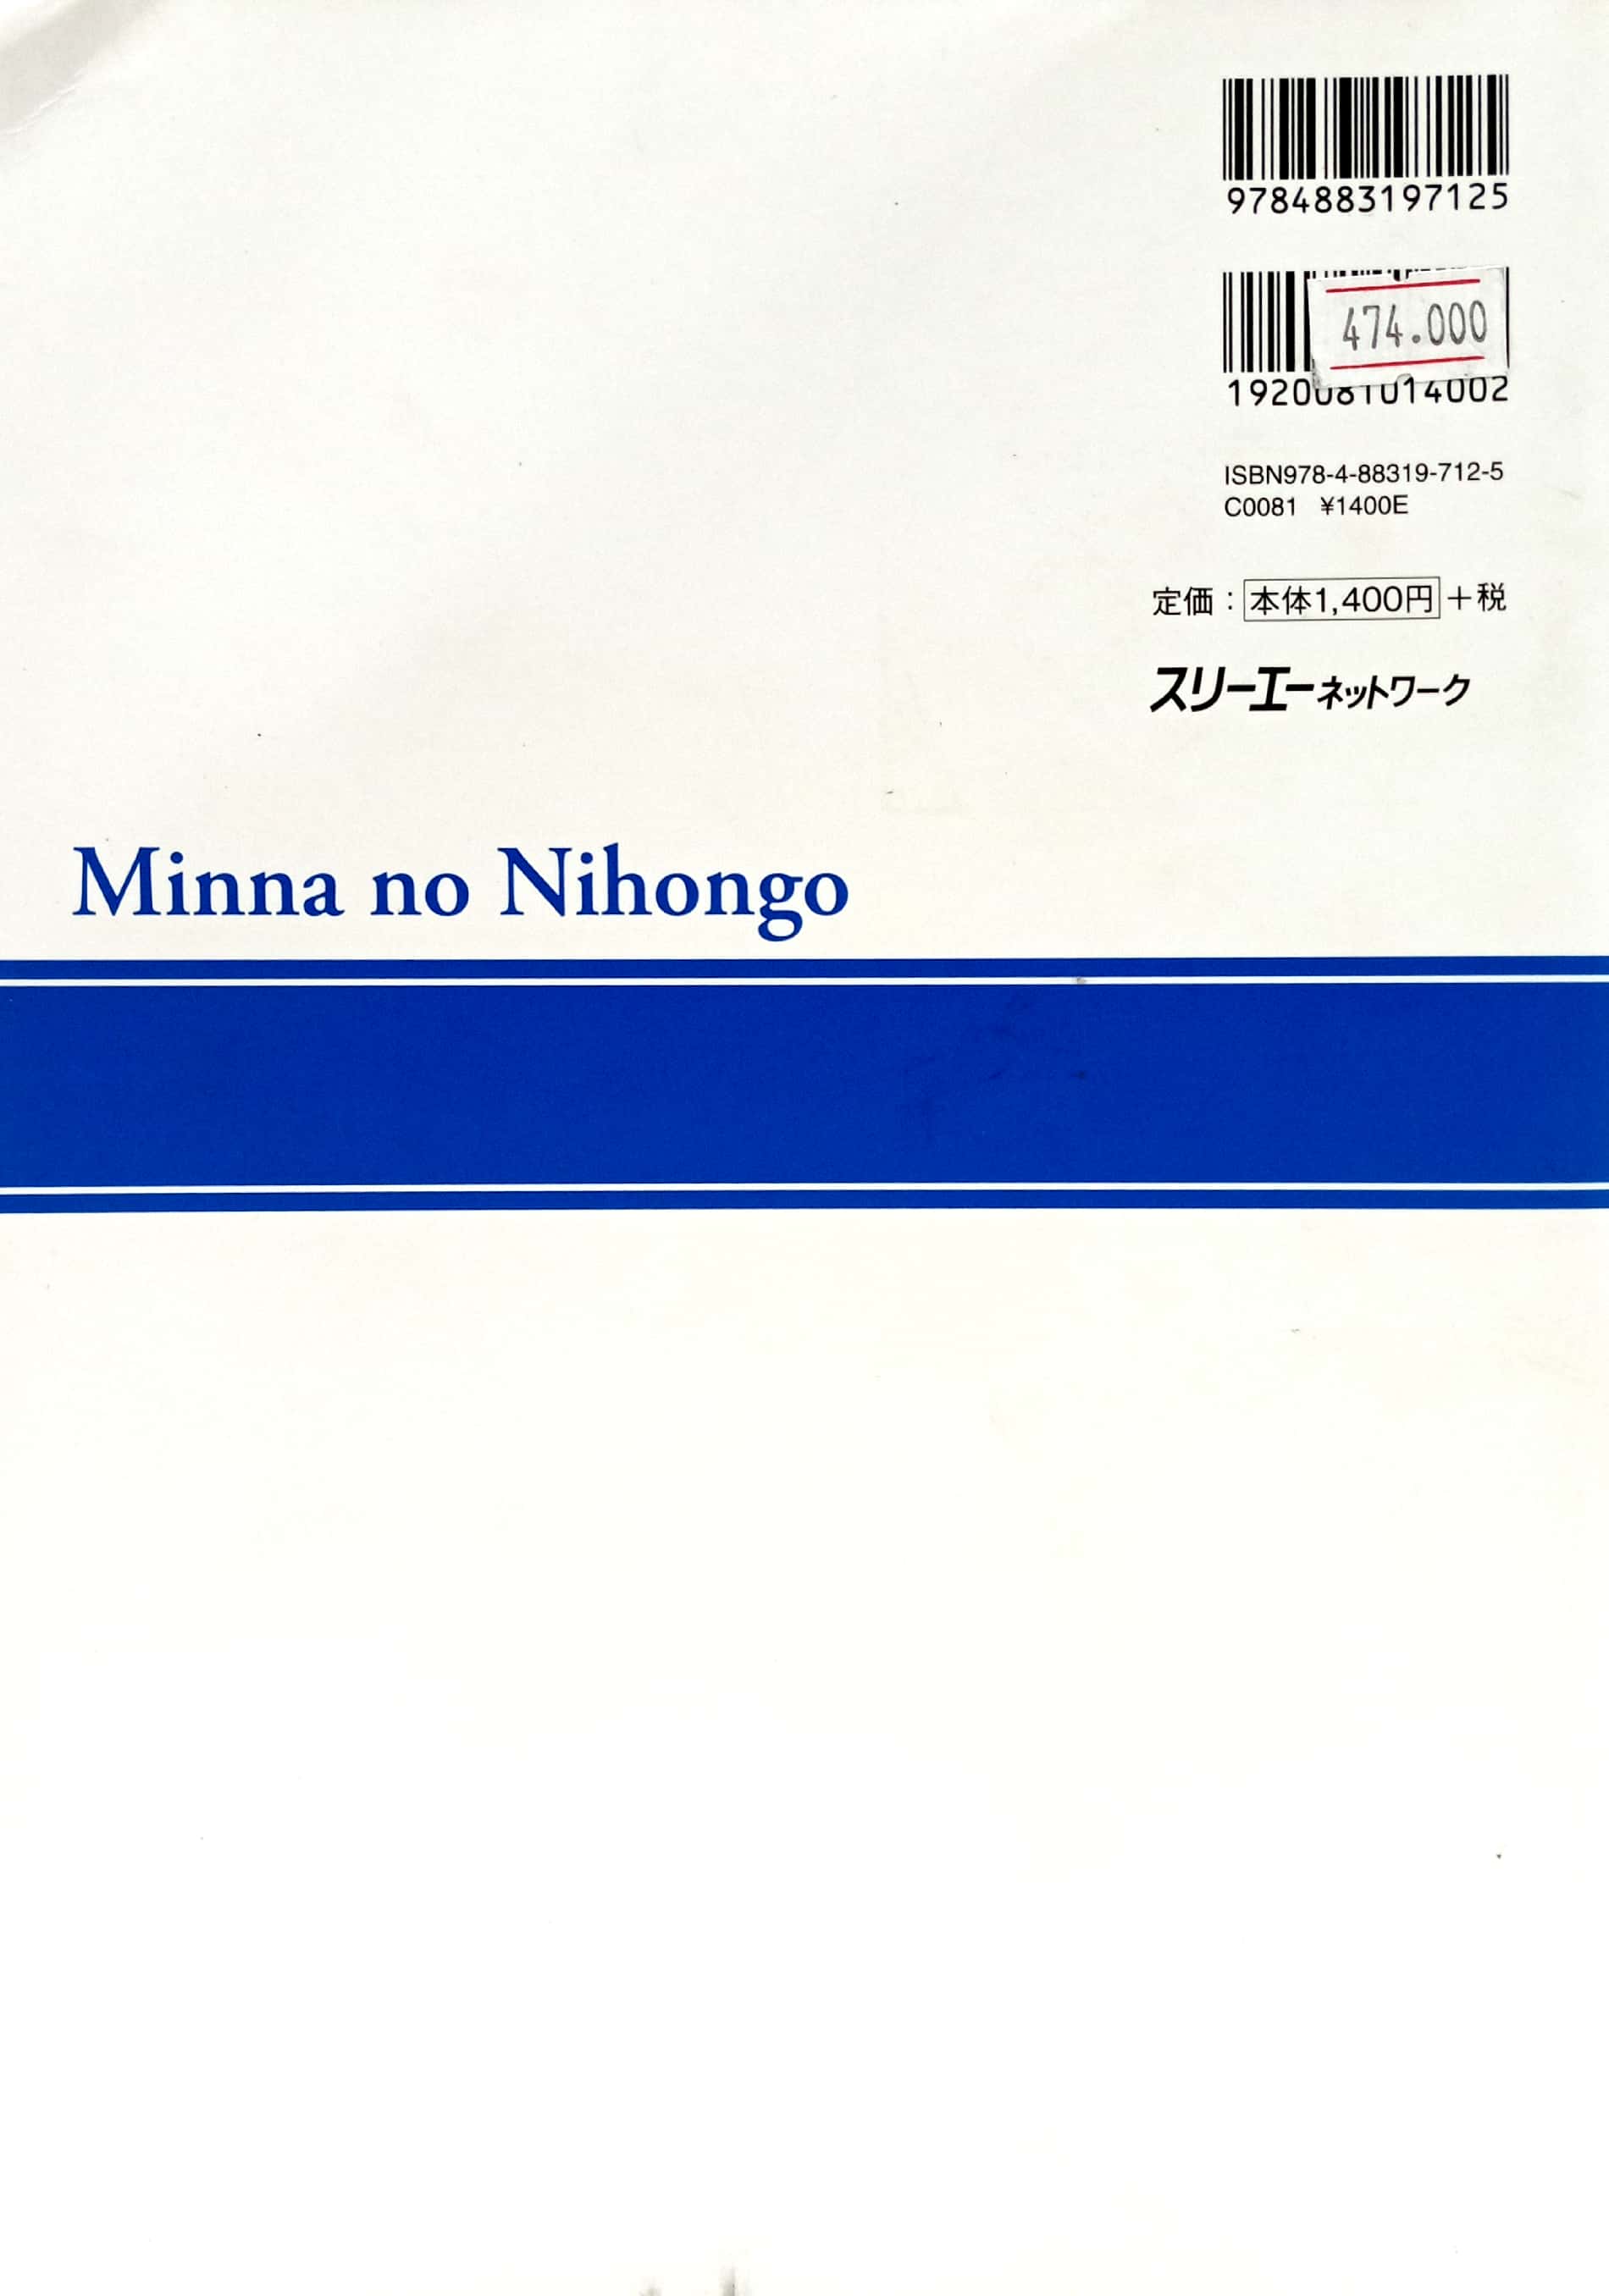 9784883197125
474.000
1920081014002
ISBN978-4-88319-712-5
C0081 ¥1400E
定価：本体1,400円＋税
スリーエーネットワーク
Minna no Nihongo